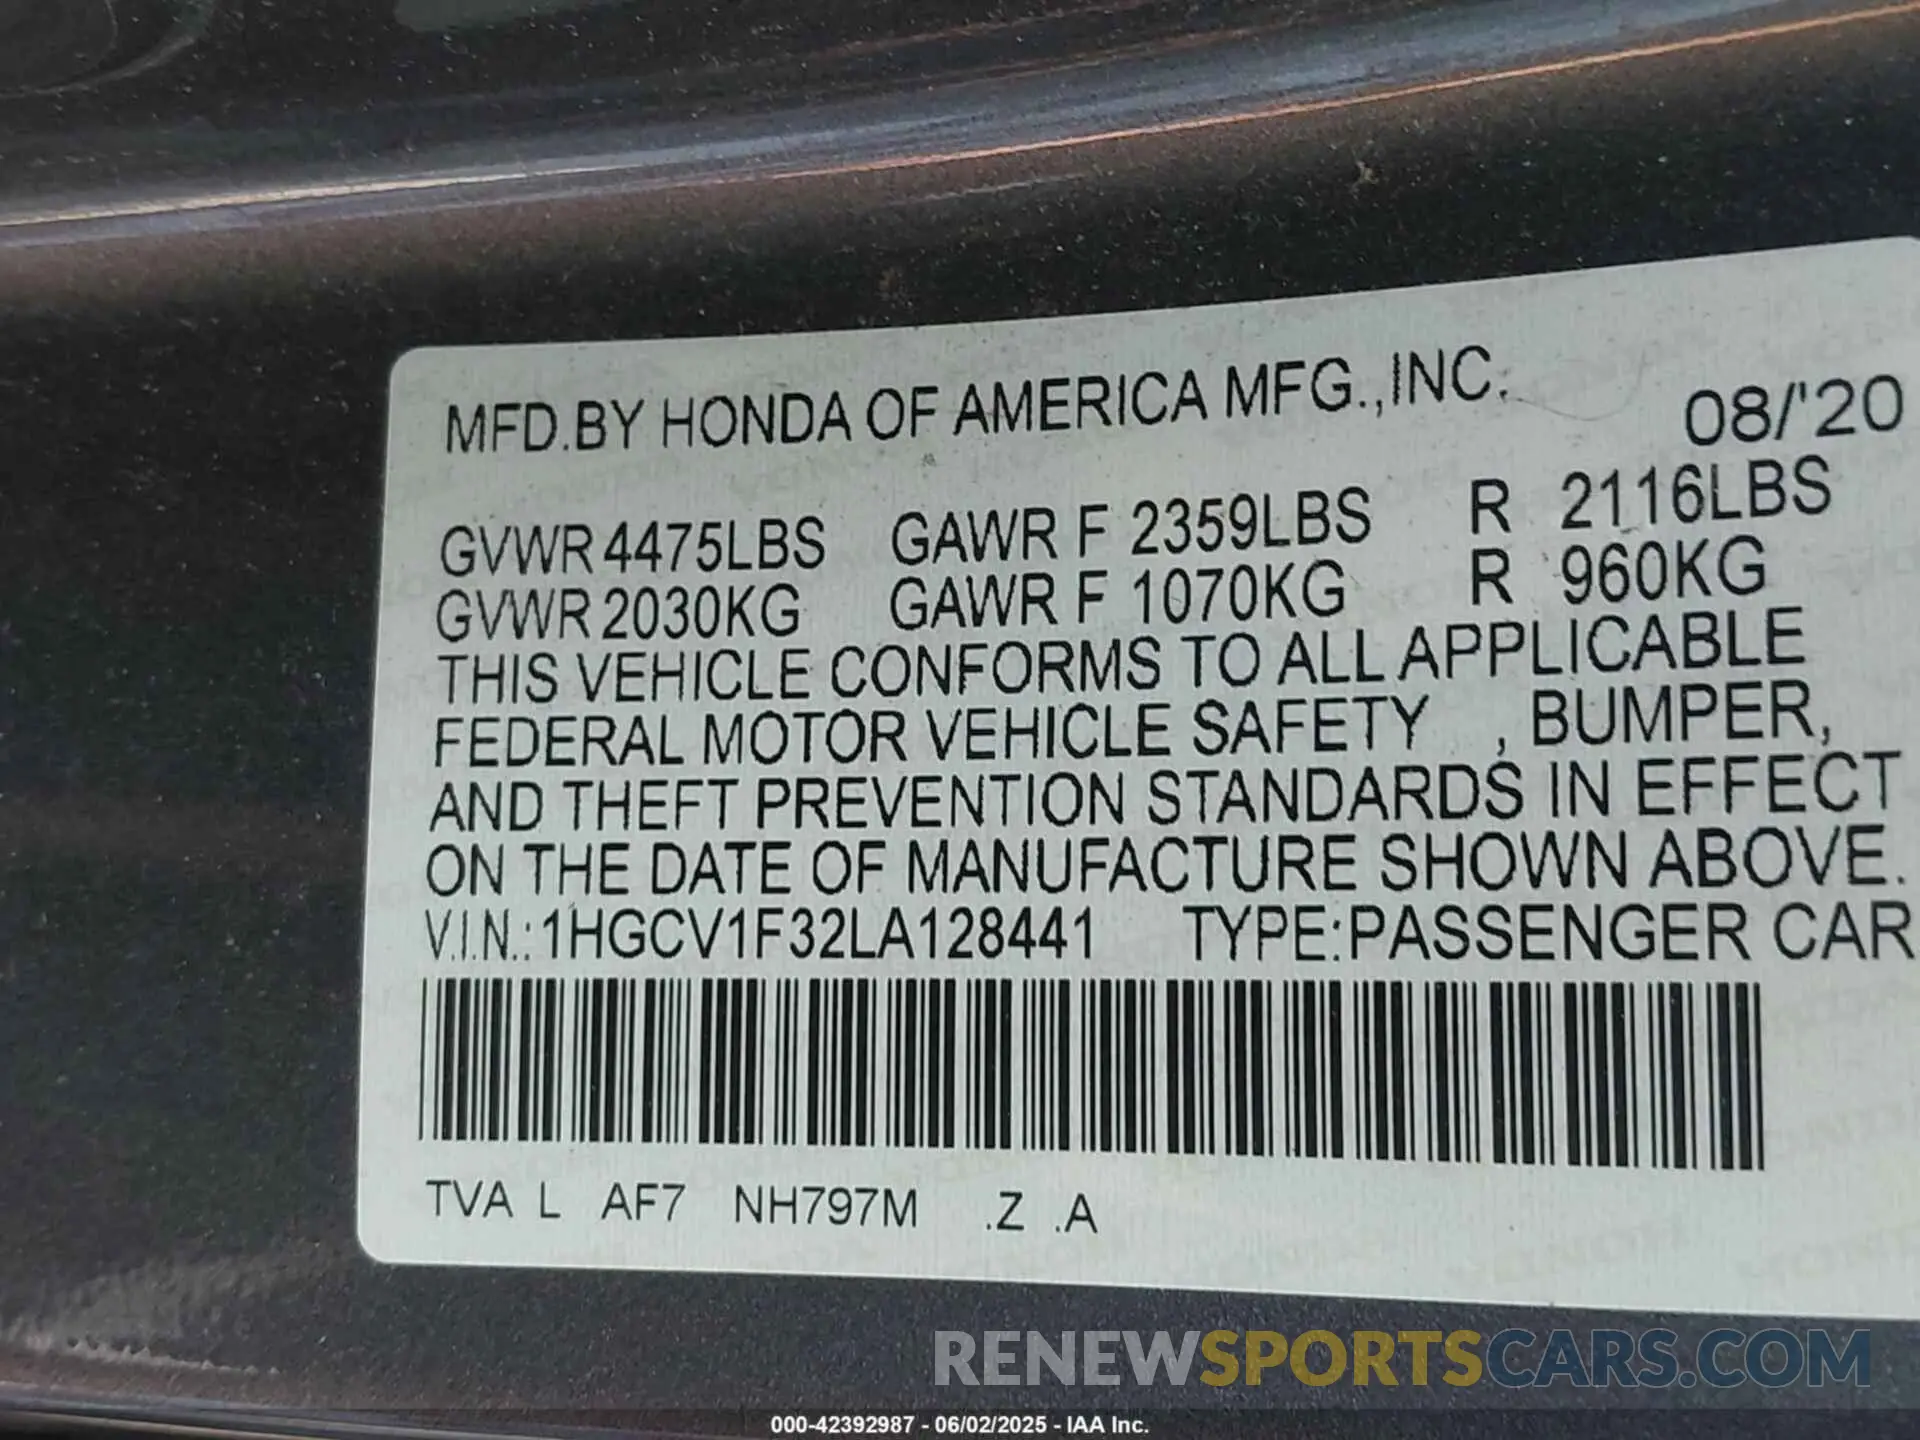 MFD.BY HONDA OF AMERICA MFG.,INC. 08/'20
GVWR 4475LBS GAWR F 2359LBS R 2116LBS
GVWR 2030KG GAWR F 1070KG R 960KG
THIS VEHICLE CONFORMS TO ALL APPLICABLE
FEDERAL MOTOR VEHICLE SAFETY , BUMPER,
AND THEFT PREVENTION STANDARDS IN EFFECT
ON THE DATE OF MANUFACTURE SHOWN ABOVE.
V.I.N.: 1HGCV1F32LA128441 TYPE:PASSENGER CAR
TVA L AF7 NH797M .Z .A
RENEWSPORTSCARS.COM
000-42392987 - 06/02/2025 - IAA Inc.